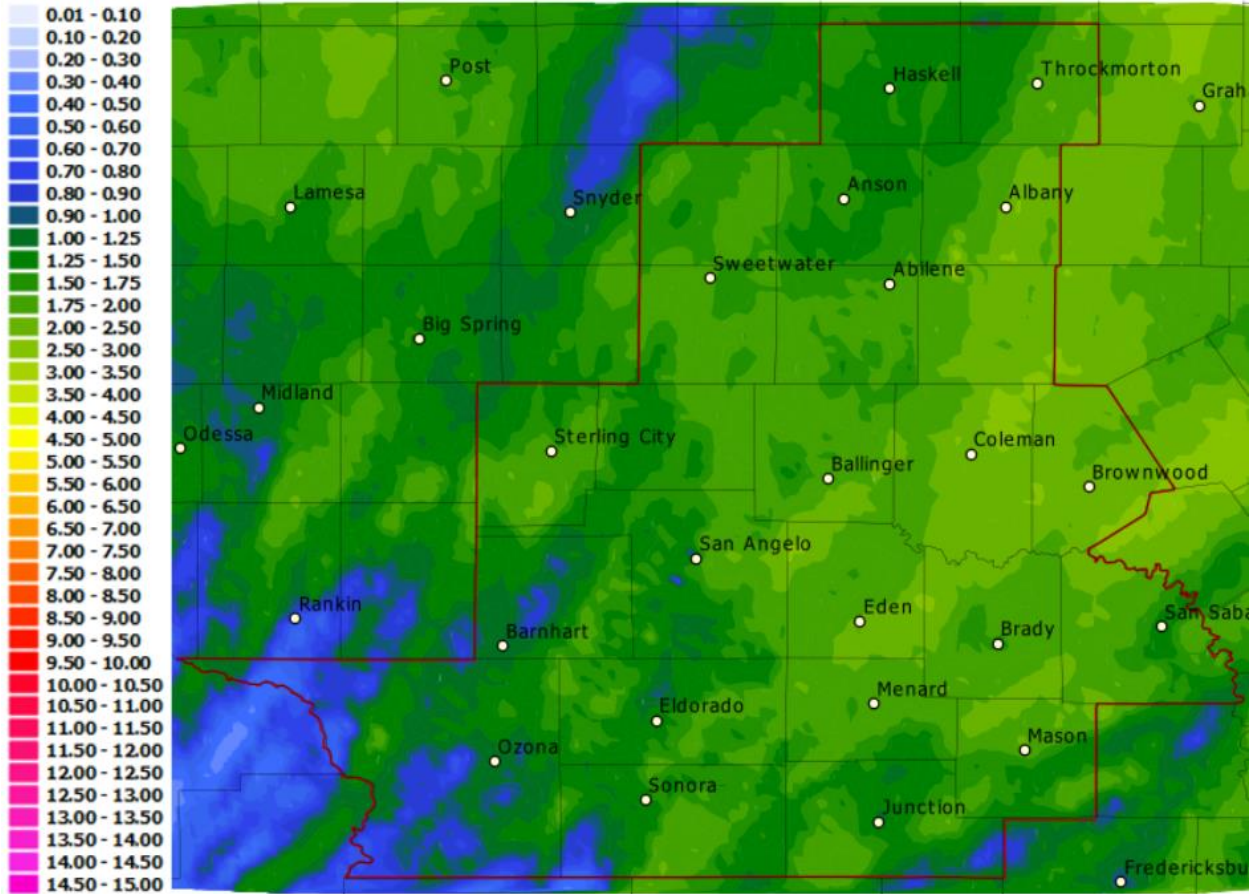 0.01 - 0.10
0.10 - 0.20
0.20 - 0.30
0.30 - 0.40
0.40 - 0.50
0.50 - 0.60
0.60 - 0.70
0.70 - 0.80
0.80 - 0.90
0.90 - 1.00
1.00 - 1.25
1.25 - 1.50
1.50 - 1.75
1.75 - 2.00
2.00 - 2.50
2.50 - 3.00
3.00 - 3.50
3.50 - 4.00
4.00 - 4.50
4.50 - 5.00
5.00 - 5.50
5.50 - 6.00
6.00 - 6.50
6.50 - 7.00
7.00 - 7.50
7.50 - 8.00
8.00 - 8.50
8.50 - 9.00
9.00 - 9.50
9.50 - 10.00
10.00 - 10.50
10.50 - 11.00
11.00 - 11.50
11.50 - 12.00
12.00 - 12.50
12.50 - 13.00
13.00 - 13.50
13.50 - 14.00
14.00 - 14.50
14.50 - 15.00
Post
Haskell
Throckmorton
Grah
Lamesa
Snyder
Anson
Albany
Sweetwater
Abilene
Big Spring
Midland
Odessa
Sterling City
Ballinger
Coleman
Brownwood
San Angelo
Rankin
Barnhart
Eden
Brady
San Saba
Eldorado
Menard
Ozona
Mason
Sonora
Junction
Fredericksbu